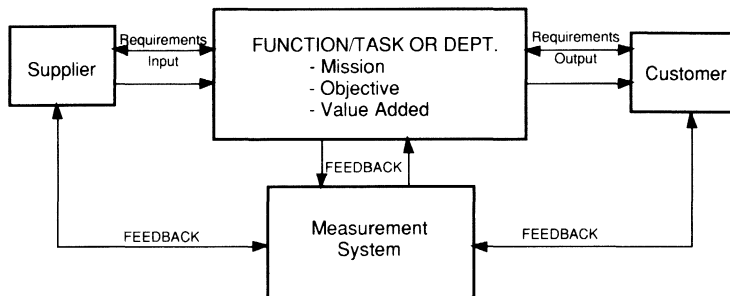 Supplier
Requirements
Input
FUNCTION/TASK OR DEPT.
- Mission
- Objective
- Value Added
Requirements
Output
Customer
FEEDBACK
Measurement
System
FEEDBACK
FEEDBACK